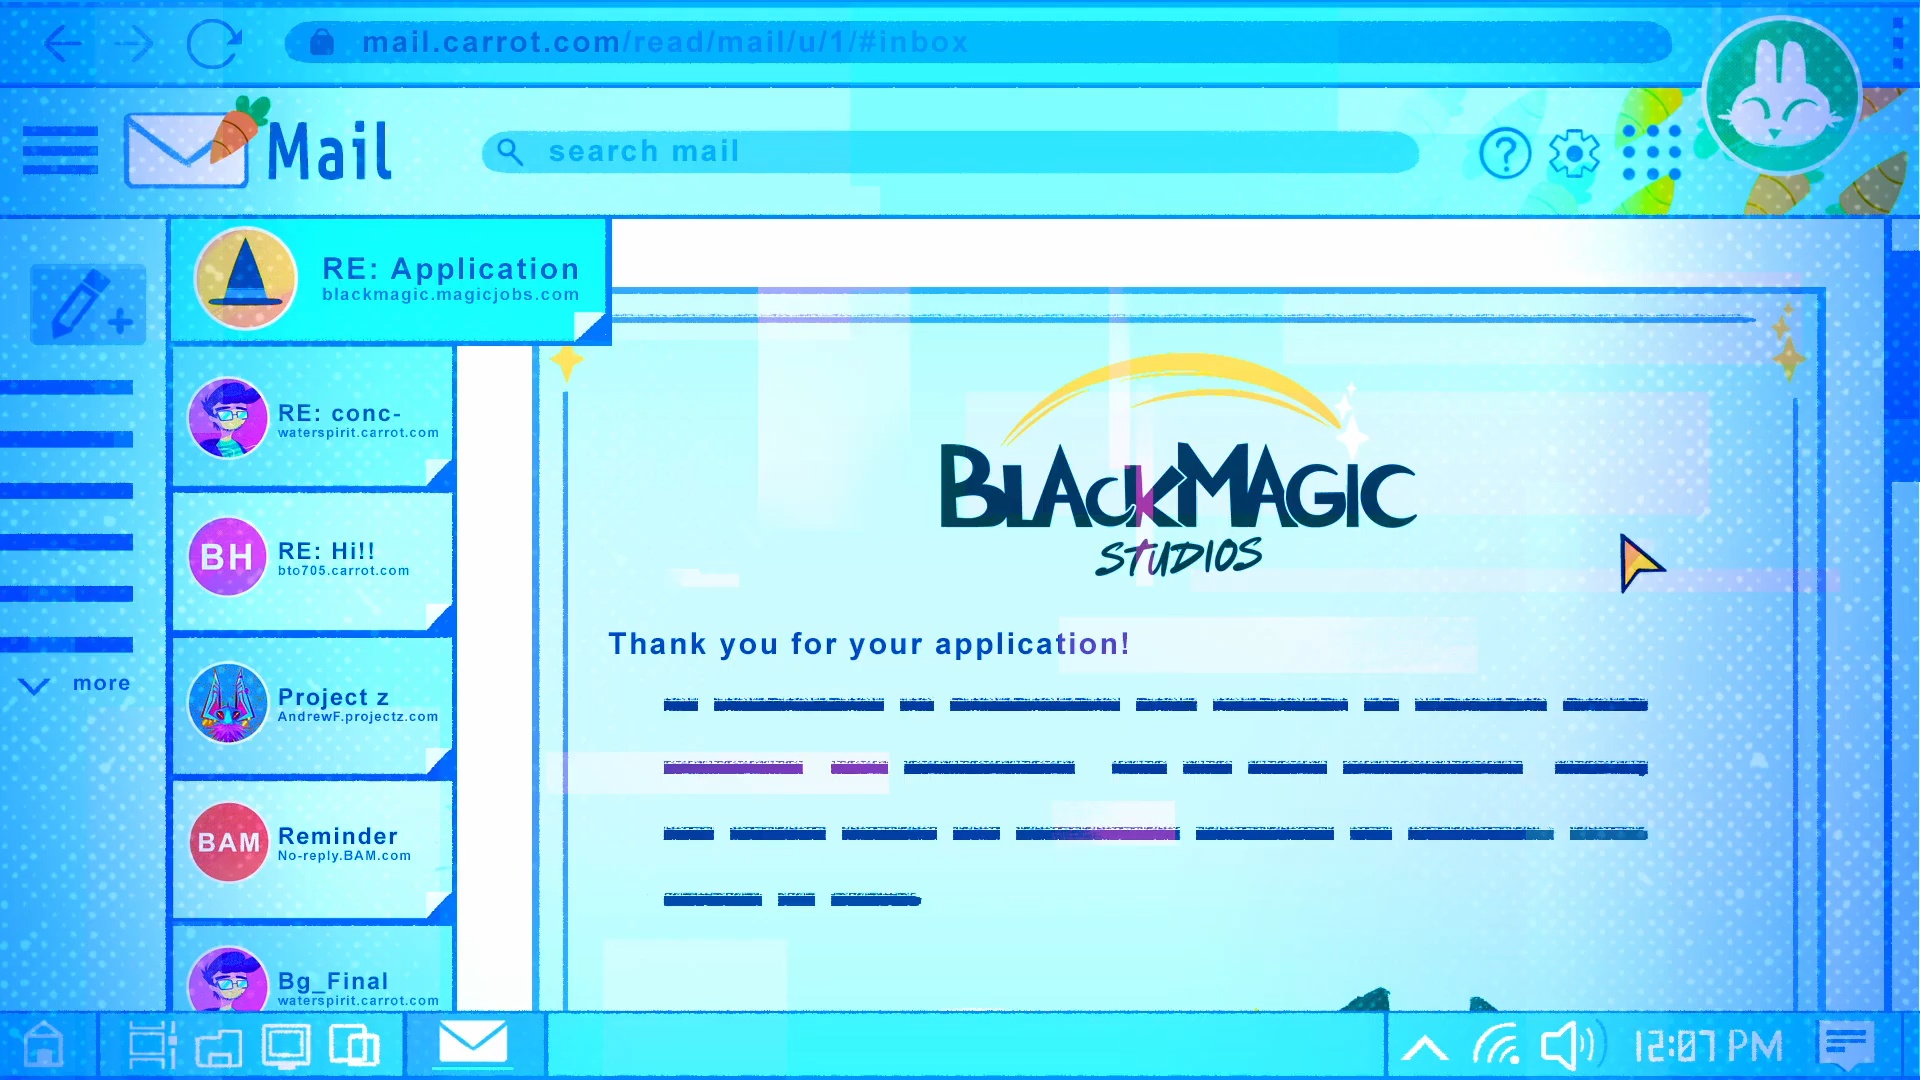 mail.carrot.com/read/mail/u/1/#inbox
Mail
search mail
RE: Application
blackmagic.magicjobs.com
RE: conc-
waterspirit.carrot.com
BH
RE: Hi!!
bto705.carrot.com
Project z
AndrewF.projectz.com
BAM
Reminder
No-reply.BAM.com
Bg_Final
waterspirit.carrot.com
more
BLACKMAGIC
STUDIOS
Thank you for your application!
12:07 PM